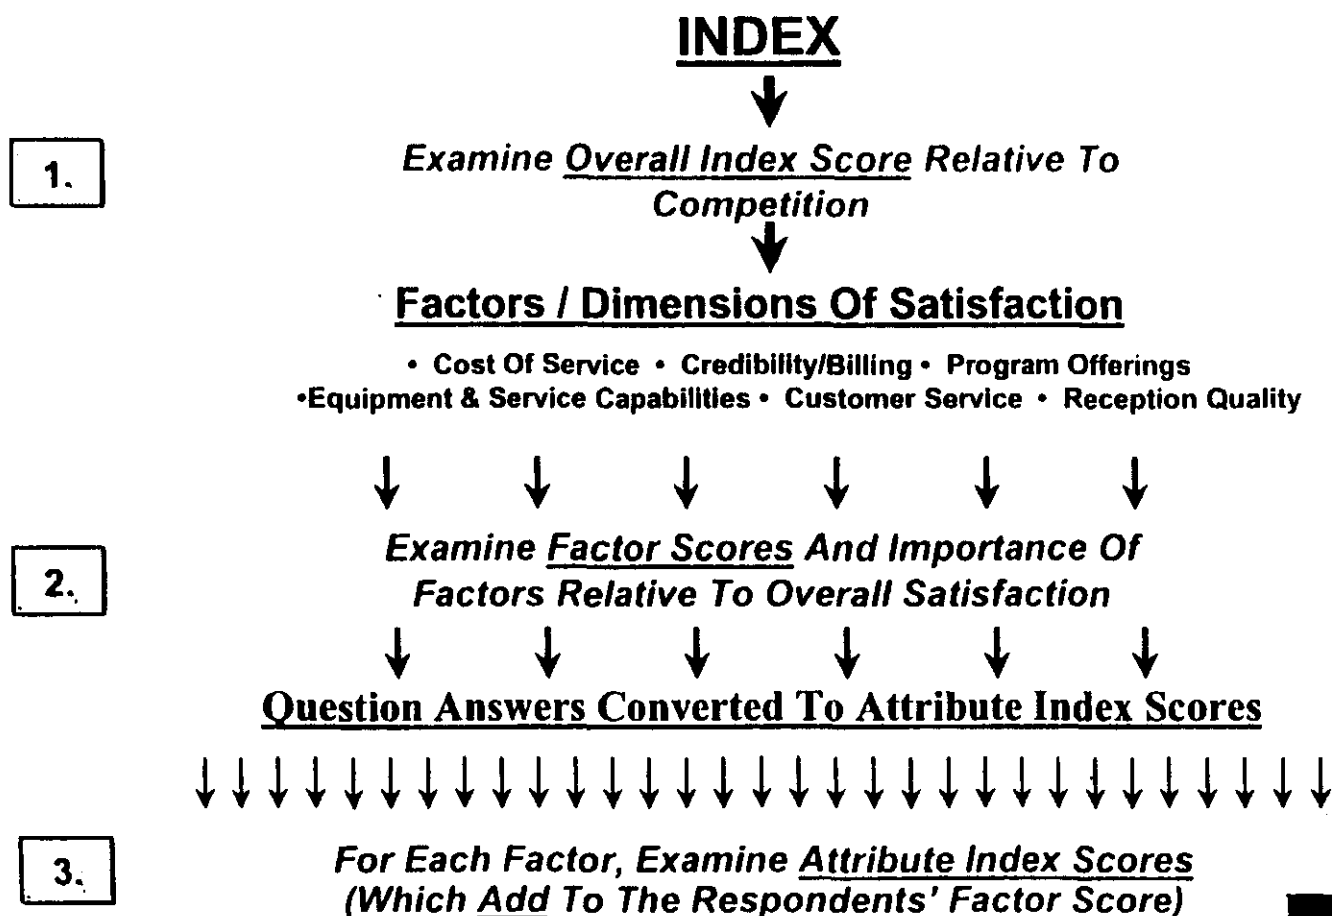 INDEX
1.
Examine Overall Index Score Relative To
Competition
Factors / Dimensions Of Satisfaction
• Cost Of Service • Credibility/Billing • Program Offerings
•Equipment & Service Capabilities • Customer Service • Reception Quality
2.
Examine Factor Scores And Importance Of
Factors Relative To Overall Satisfaction
Question Answers Converted To Attribute Index Scores
3.
For Each Factor, Examine Attribute Index Scores
(Which Add To The Respondents' Factor Score)